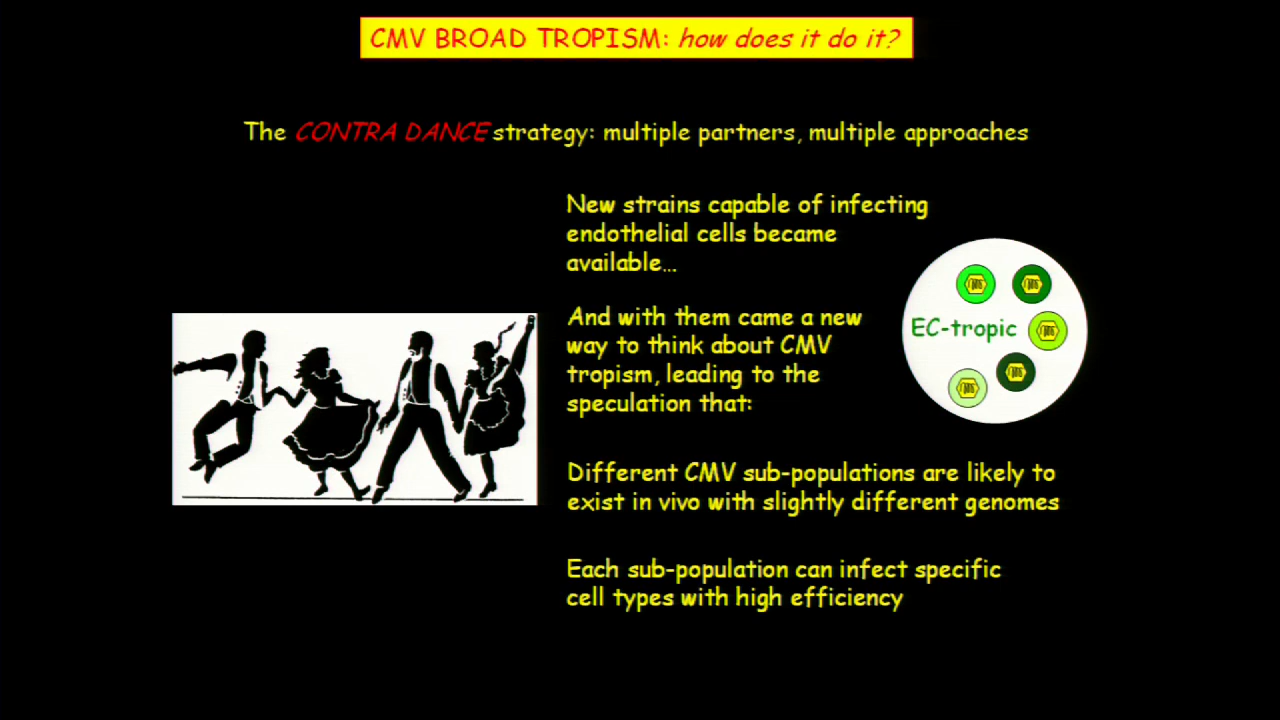 CMV BROAD TROPISM: how does it do it?
The CONTRA DANCE strategy: multiple partners, multiple approaches
New strains capable of infecting
endothelial cells became
available...
And with them came a new
way to think about CMV
tropism, leading to the
speculation that:
EC-tropic
Different CMV sub-populations are likely to
exist in vivo with slightly different genomes
Each sub-population can infect specific
cell types with high efficiency